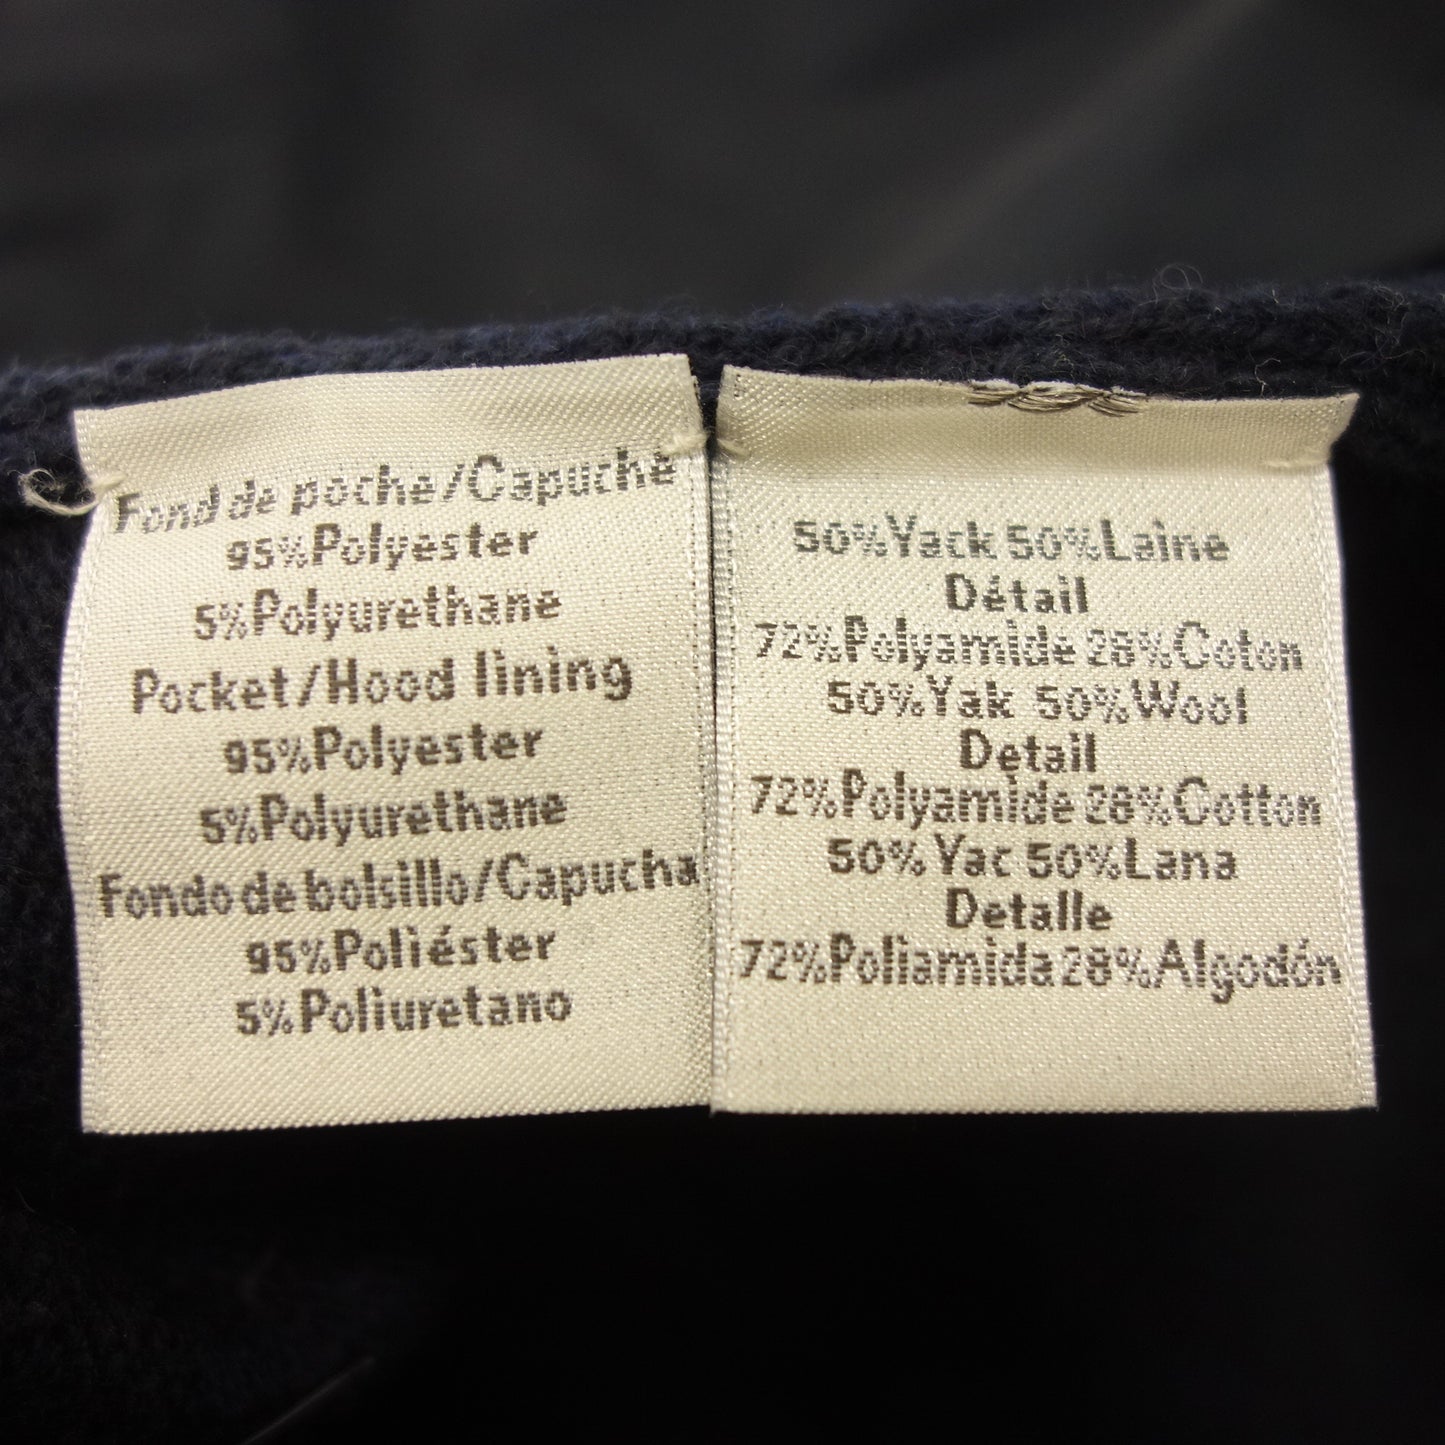 Fond de poche/Capuche
95%Polyester
5%Polyurethane
Pocket/Hood lining
95%Polyester
5%Polyurethane
Fondo de bolsillo/Capucha
95%Poliéster
5%Poliuretano
50%Yack 50%Laine
Détail
72%Polyamide 28%Coton
50%Yak 50%Wool
Detail
72%Polyamide 28%Cotton
50%Yac 50%Lana
Detalle
72%Poliamida 28%Algodón